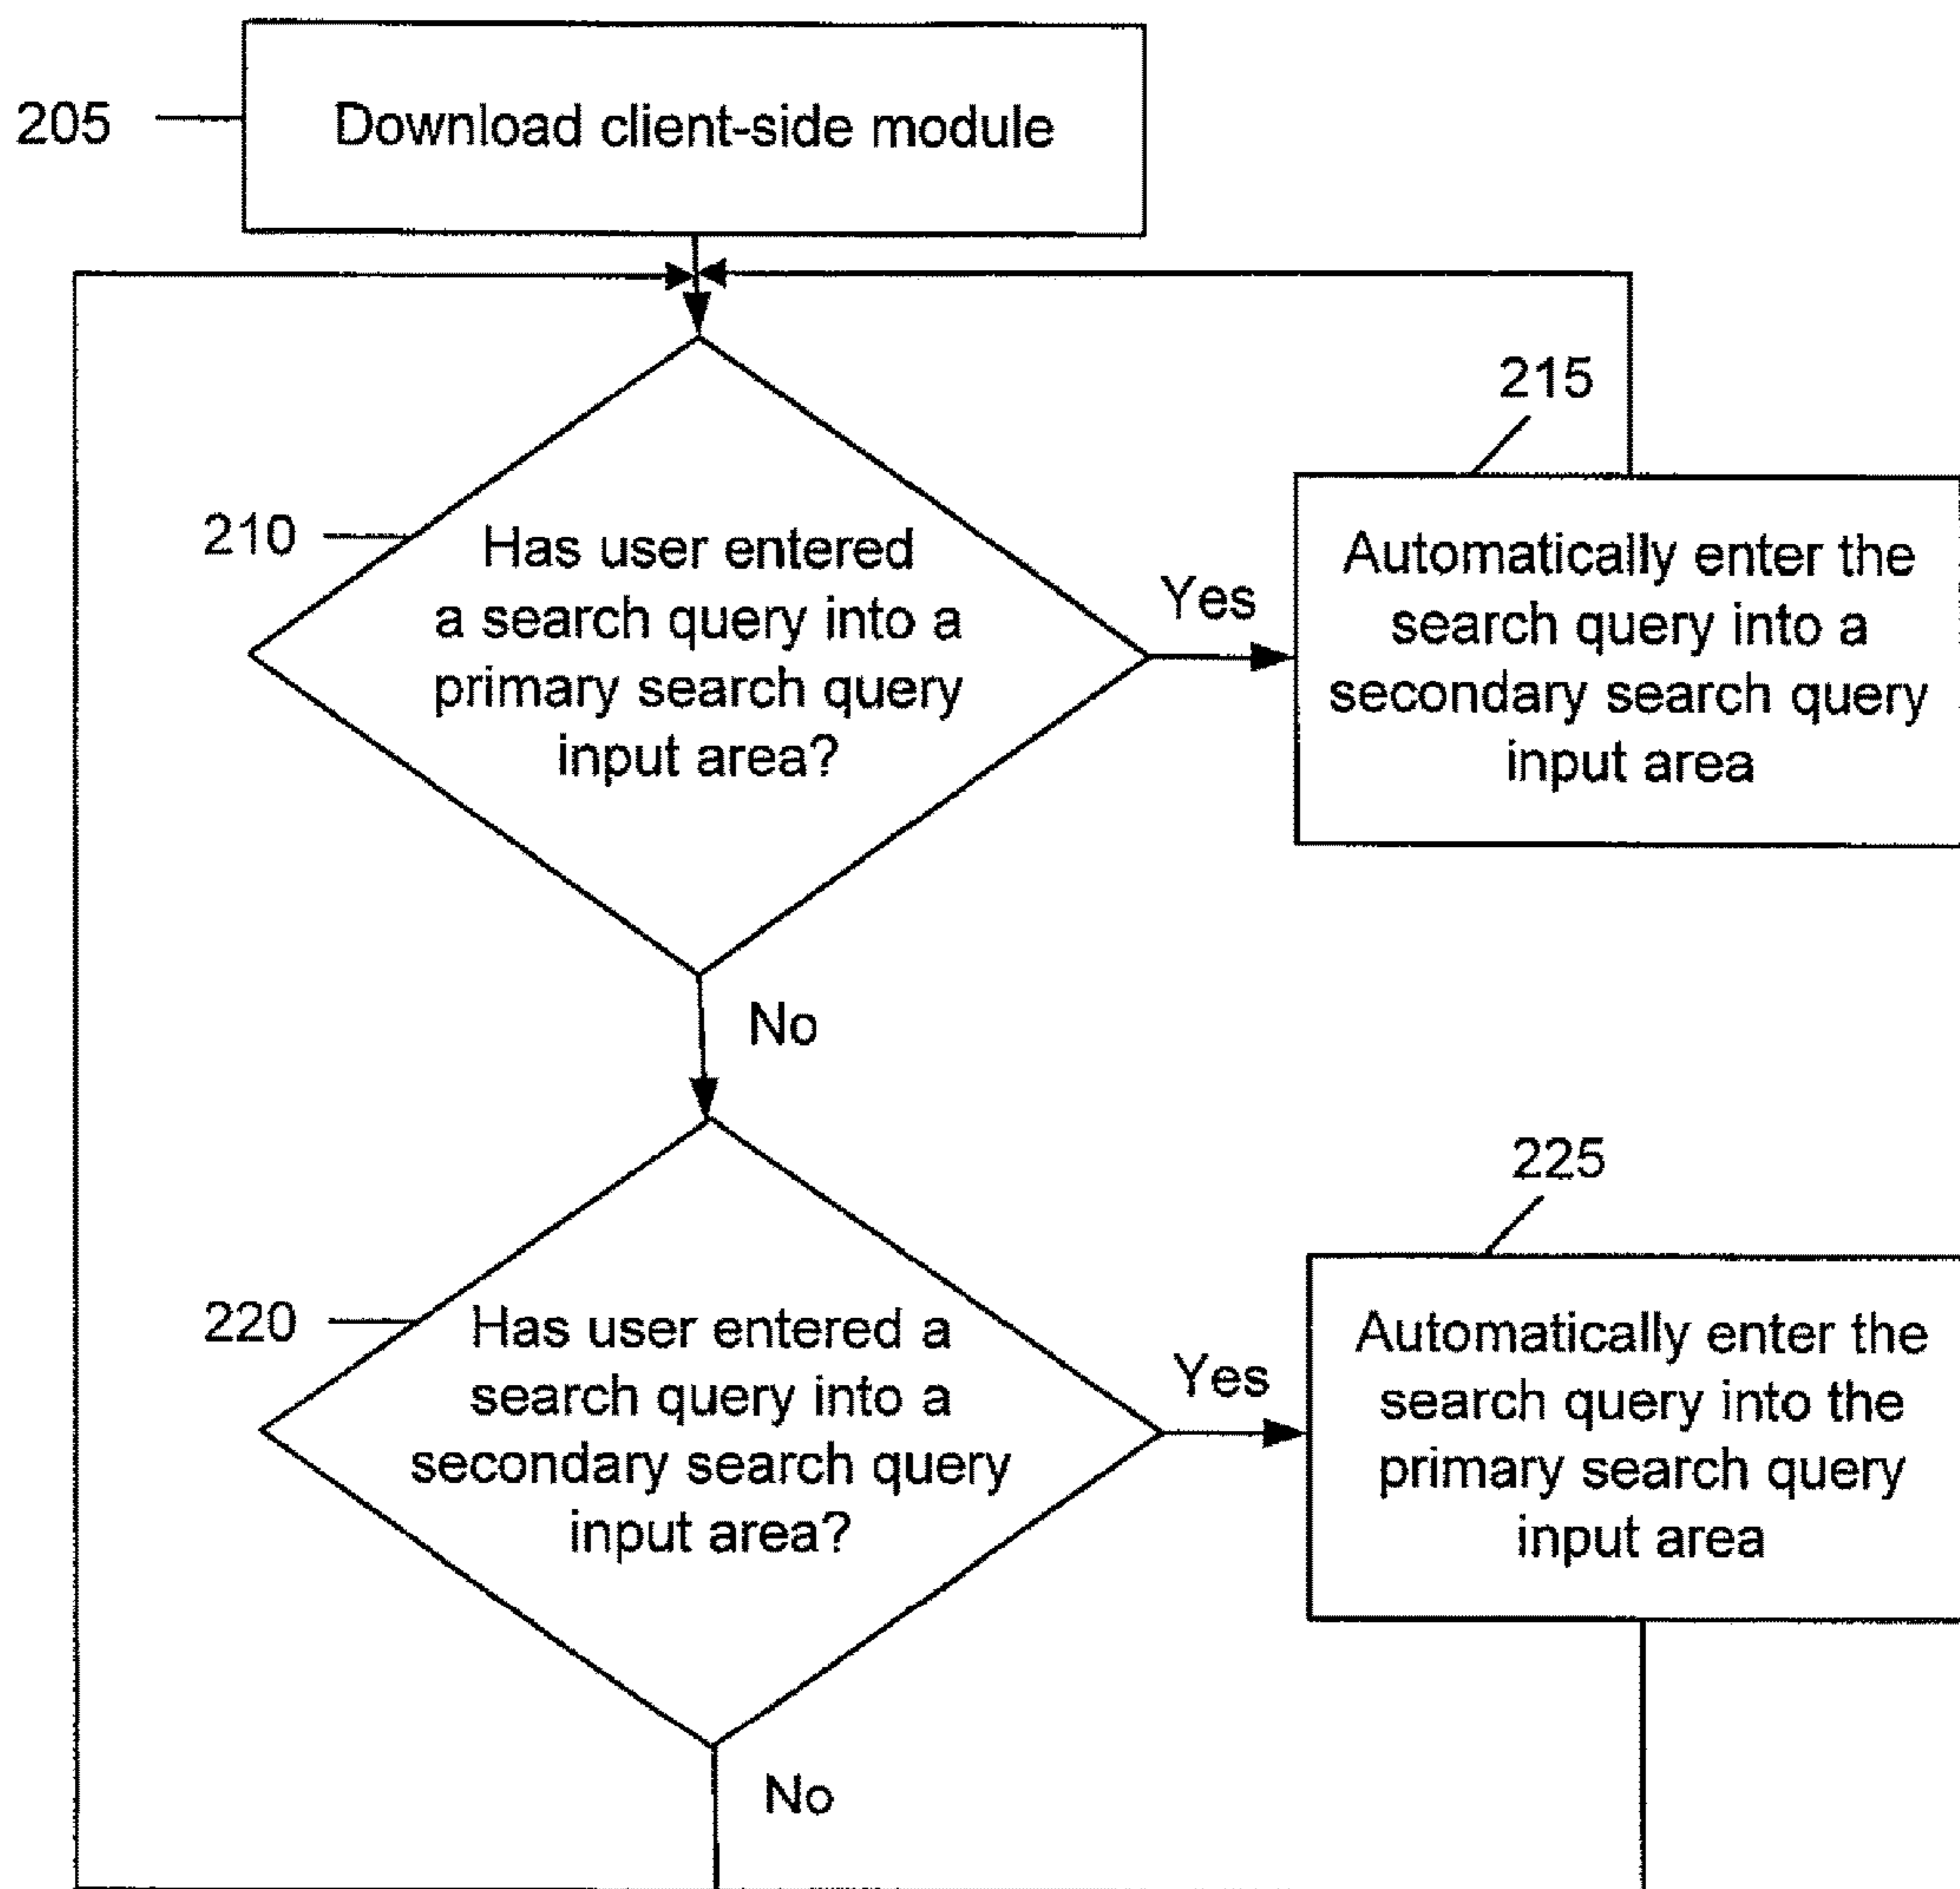 205
Download client-side module
210
Has user entered
a search query into a
primary search query
input area?
Yes
215
Automatically enter the
search query into a
secondary search query
input area
No
220
Has user entered a
search query into a
secondary search query
input area?
Yes
225
Automatically enter the
search query into the
primary search query
input area
No